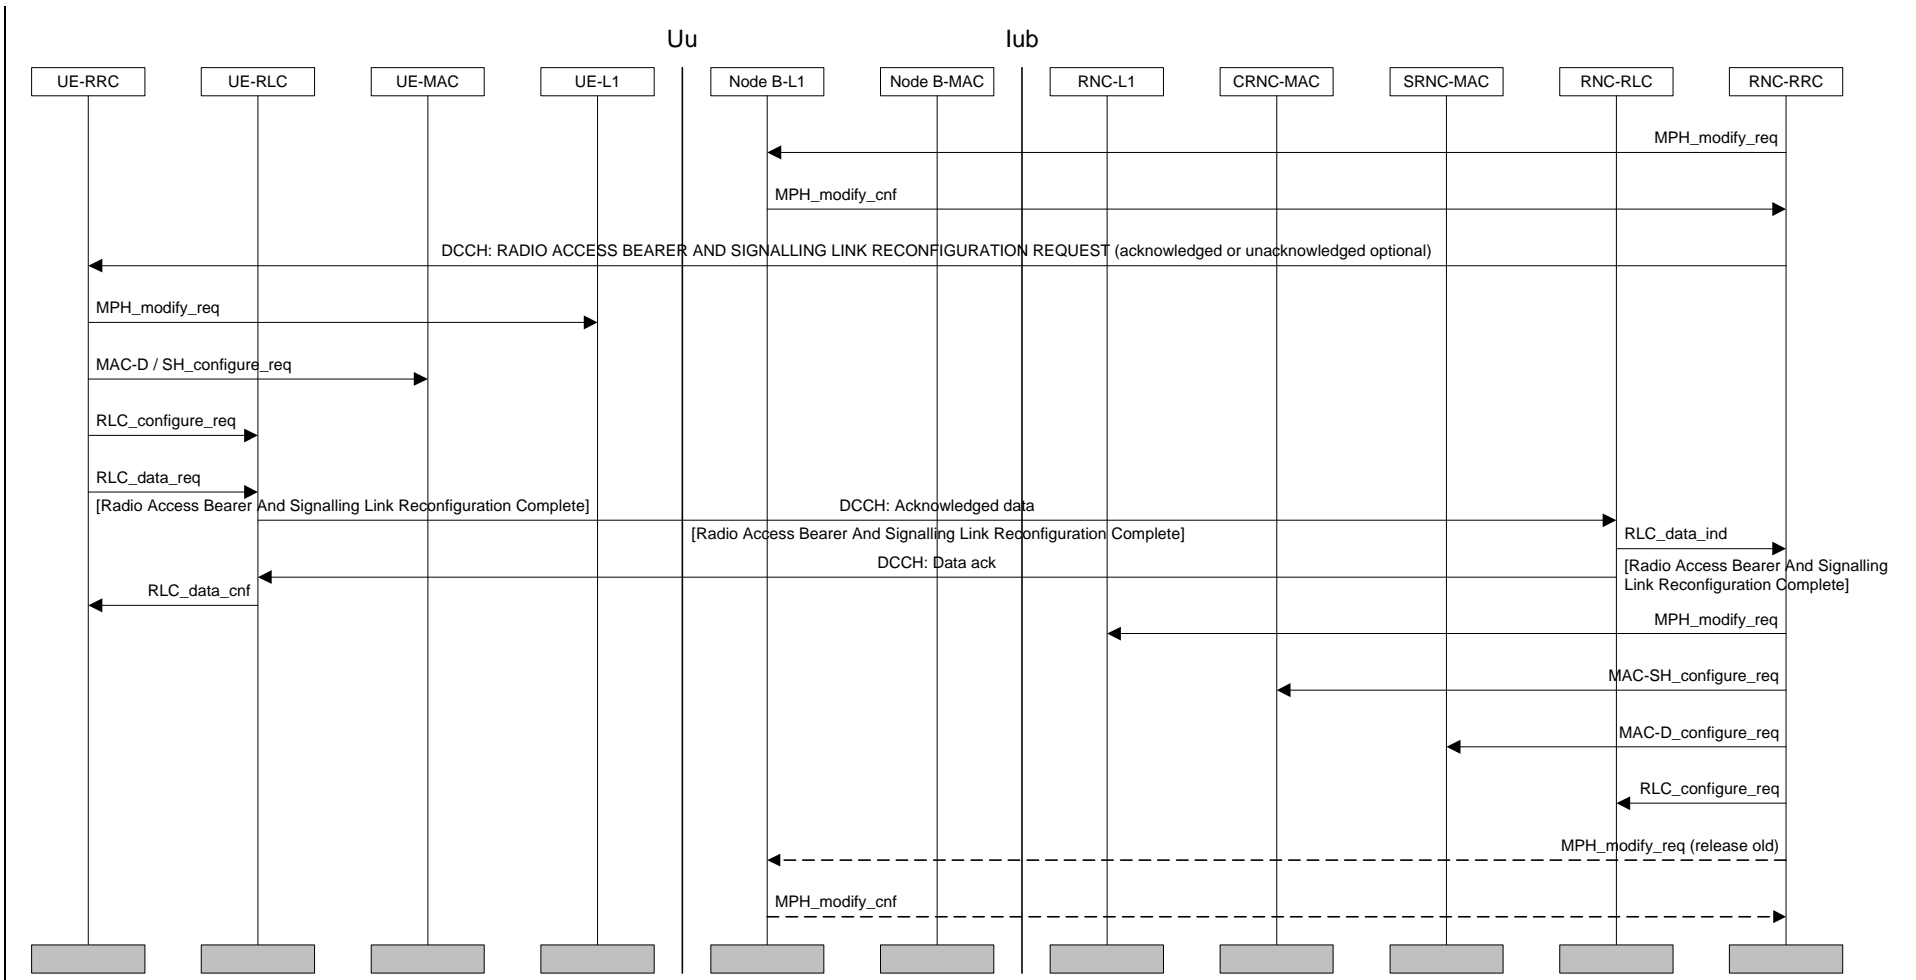 Uu
Iub
UE-RRC
UE-RLC
UE-MAC
UE-L1
Node B-L1
Node B-MAC
RNC-L1
CRNC-MAC
SRNC-MAC
RNC-RLC
RNC-RRC
MPH_modify_req
MPH_modify_cnf
DCCH: RADIO ACCESS BEARER AND SIGNALLING LINK RECONFIGURATION REQUEST (acknowledged or unacknowledged optional)
MPH_modify_req
MAC-D / SH_configure_req
RLC_configure_req
RLC_data_req
[Radio Access Bearer And Signalling Link Reconfiguration Complete]
DCCH: Acknowledged data
[Radio Access Bearer And Signalling Link Reconfiguration Complete]
RLC_data_ind
DCCH: Data ack
[Radio Access Bearer And Signalling
Link Reconfiguration Complete]
RLC_data_cnf
MPH_modify_req
MAC-SH_configure_req
MAC-D_configure_req
RLC_configure_req
MPH_modify_req (release old)
MPH_modify_cnf